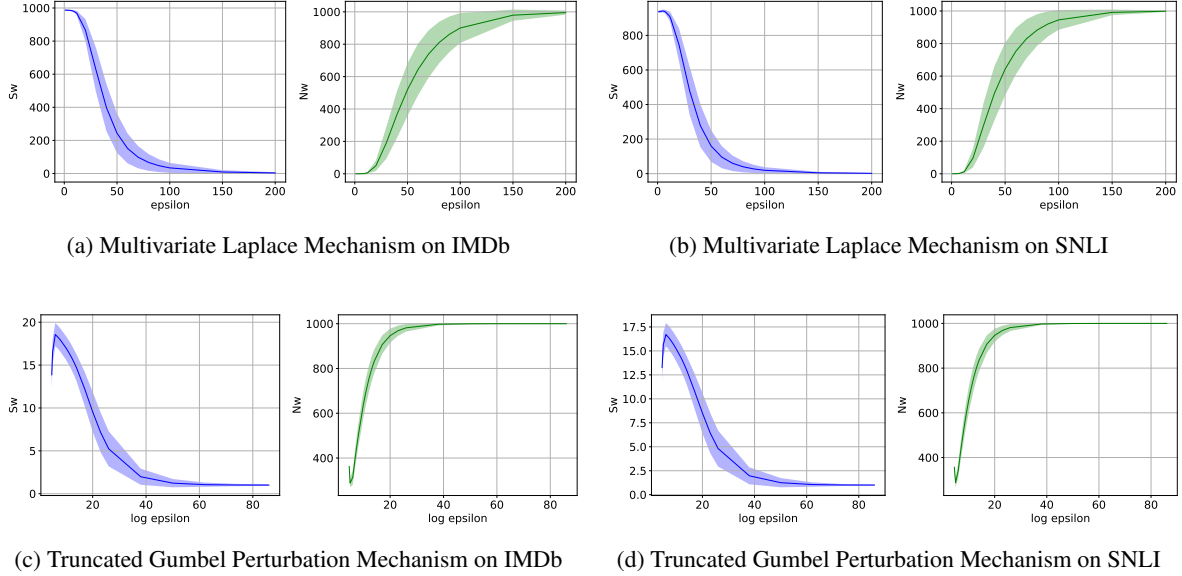 1000
800
600
400
200
0
Sw
0 50 100 150 200
epsilon
1000
800
600
400
200
0
Nw
0 50 100 150 200
epsilon
(a) Multivariate Laplace Mechanism on IMDb
1000
800
600
400
200
0
Sw
0 50 100 150 200
epsilon
1000
800
600
400
200
0
Nw
0 50 100 150 200
epsilon
(b) Multivariate Laplace Mechanism on SNLI
20
15
10
5
0
Sw
20 40 60 80
log epsilon
1000
800
600
400
Nw
20 40 60 80
log epsilon
(c) Truncated Gumbel Perturbation Mechanism on IMDb
17.5
15.0
12.5
10.0
7.5
5.0
2.5
0.0
Sw
20 40 60 80
log epsilon
1000
800
600
400
Nw
20 40 60 80
log epsilon
(d) Truncated Gumbel Perturbation Mechanism on SNLI